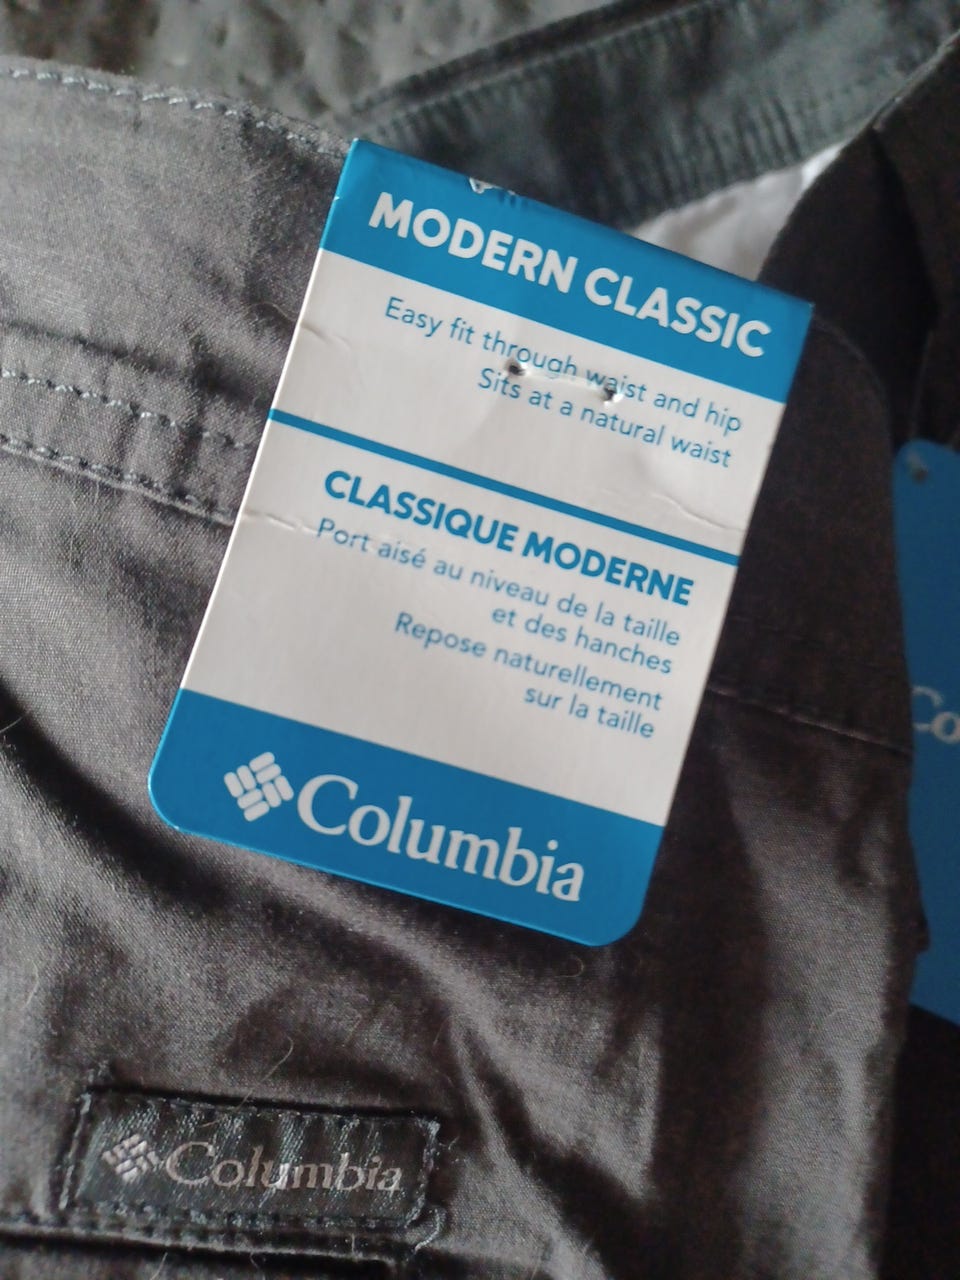 MODERN CLASSIC
Easy fit through waist and hip
Sits at a natural waist
CLASSIQUE MODERNE
Port aisé au niveau de la taille
et des hanches
Repose naturellement
sur la taille
Columbia
Co
Columbia